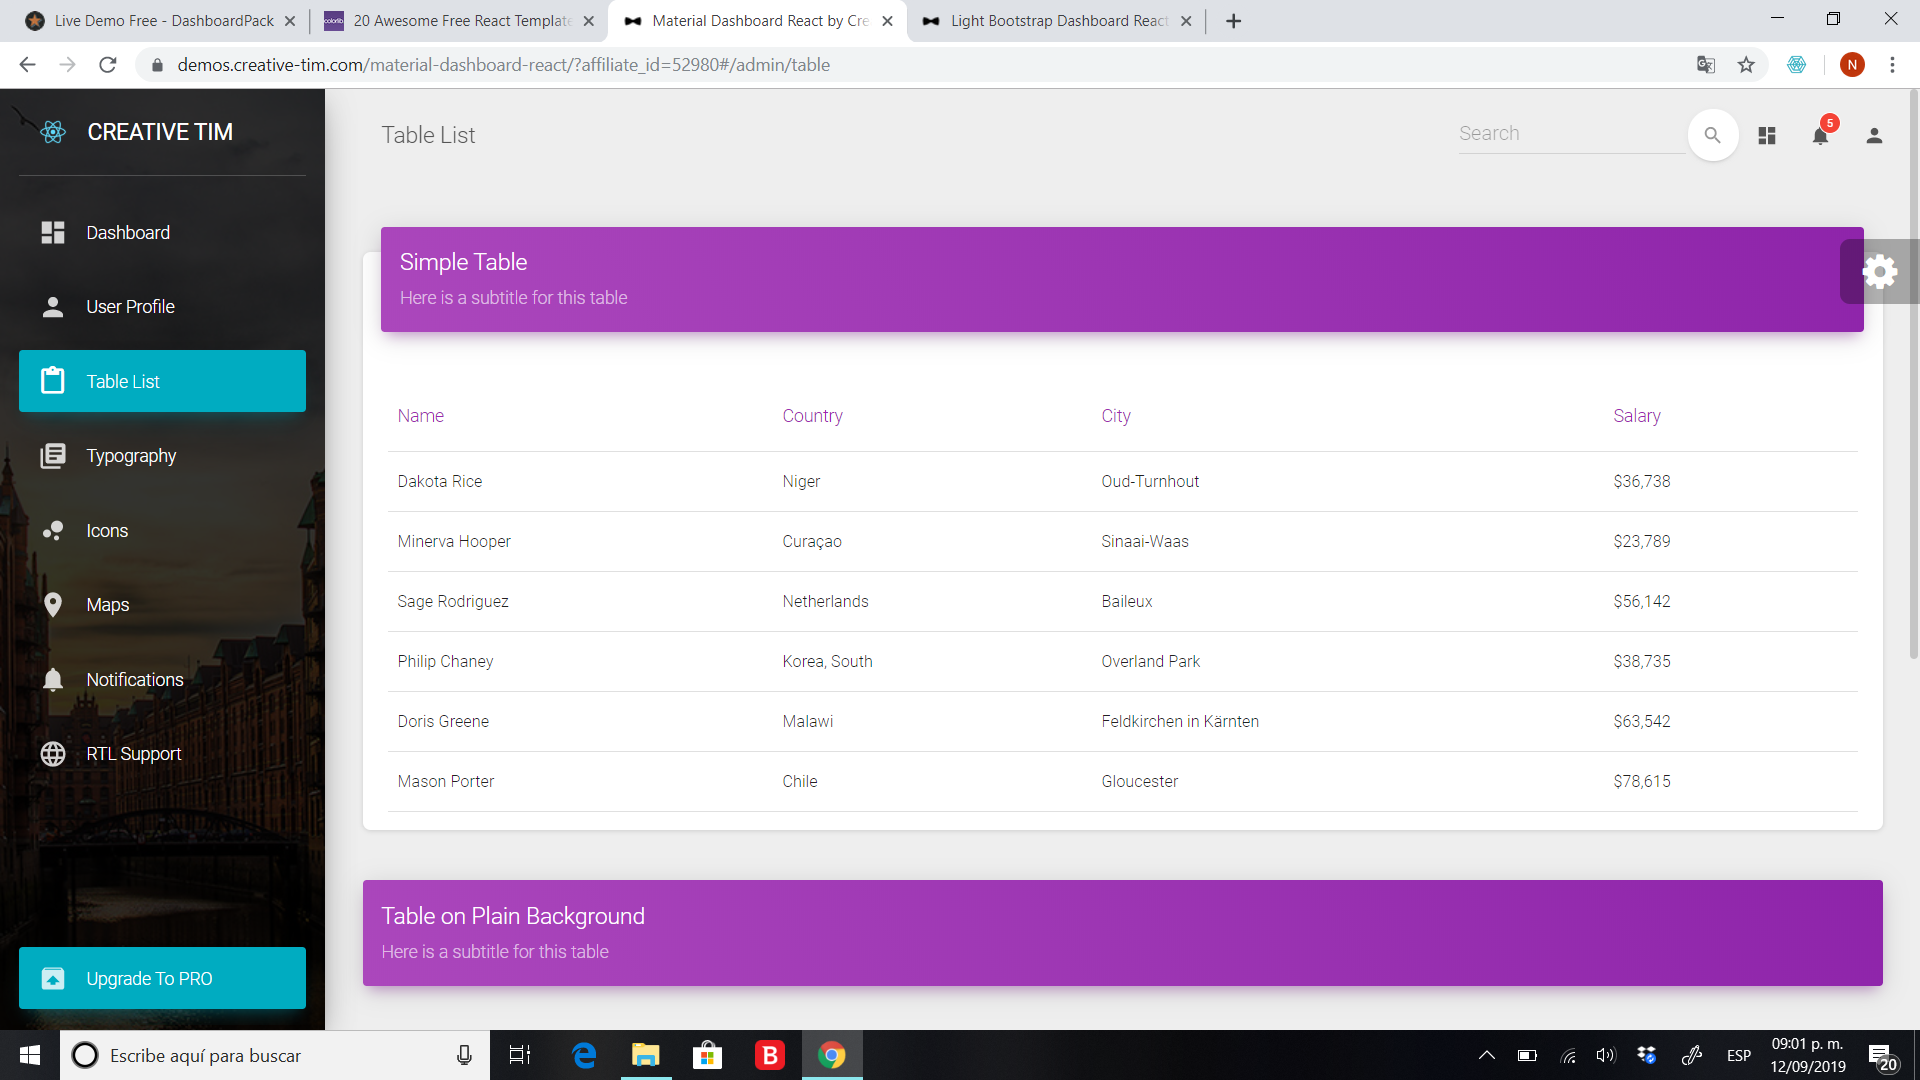 Live Demo Free - DashboardPack
20 Awesome Free React Template
Material Dashboard React by Cre
Light Bootstrap Dashboard React
demos.creative-tim.com/material-dashboard-react/?affiliate_id=52980#/admin/table
N
CREATIVE TIM
Table List
Search
5
Dashboard
User Profile
Table List
Typography
Icons
Maps
Notifications
RTL Support
Upgrade To PRO
Simple Table
Here is a subtitle for this table
Name Country City Salary
Dakota Rice Niger Oud-Turnhout $36,738
Minerva Hooper Curaçao Sinaai-Waas $23,789
Sage Rodriguez Netherlands Baileux $56,142
Philip Chaney Korea, South Overland Park $38,735
Doris Greene Malawi Feldkirchen in Kärnten $63,542
Mason Porter Chile Gloucester $78,615
Table on Plain Background
Here is a subtitle for this table
Escribe aquí para buscar
B
ESP
09:01 p. m.
12/09/2019
20